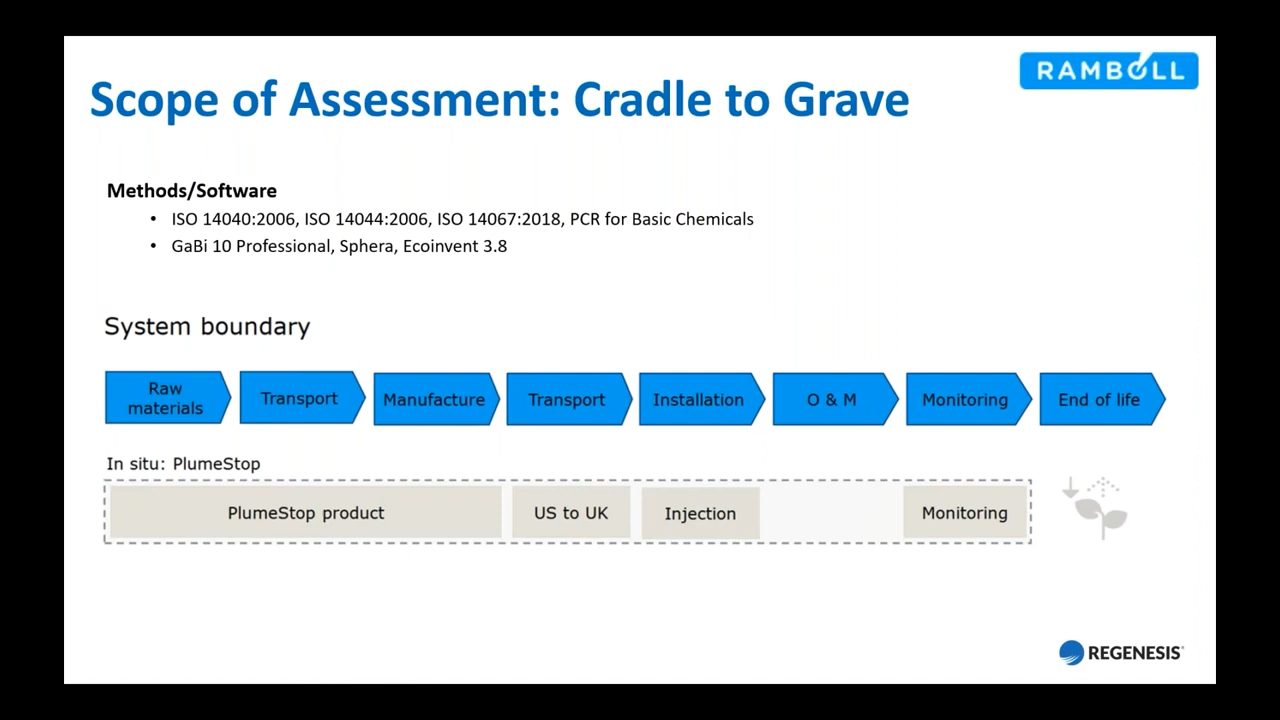 RAMBOLL
Scope of Assessment: Cradle to Grave
Methods/Software
• ISO 14040:2006, ISO 14044:2006, ISO 14067:2018, PCR for Basic Chemicals
• GaBi 10 Professional, Sphera, Ecoinvent 3.8
System boundary
Raw
materials
Transport
Manufacture
Transport
Installation
O & M
Monitoring
End of life
In situ: PlumeStop
PlumeStop product
US to UK
Injection
Monitoring
REGENESIS